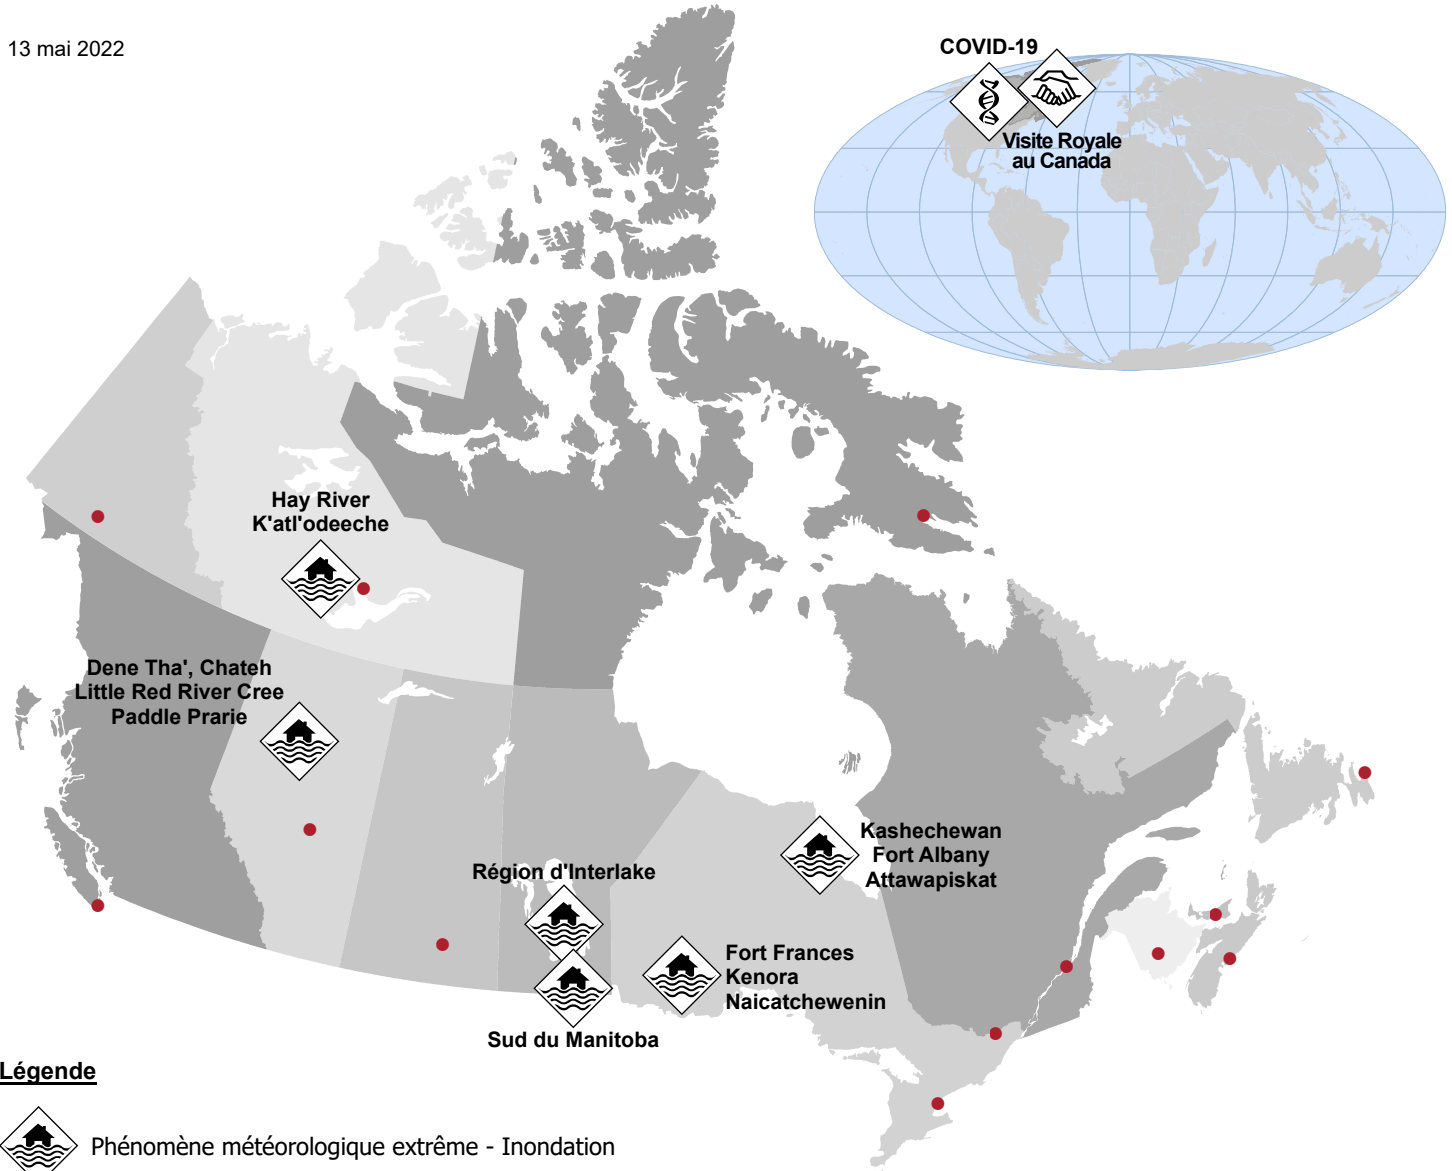 13 mai 2022
COVID-19
Visite Royale
au Canada
Hay River
K'atl'odeeche
Dene Tha', Chateh
Little Red River Cree
Paddle Prarie
Région d'Interlake
Sud du Manitoba
Kashechewan
Fort Albany
Attawapiskat
Fort Frances
Kenora
Naicatchewenin
Légende
Phénomène météorologique extrême - Inondation